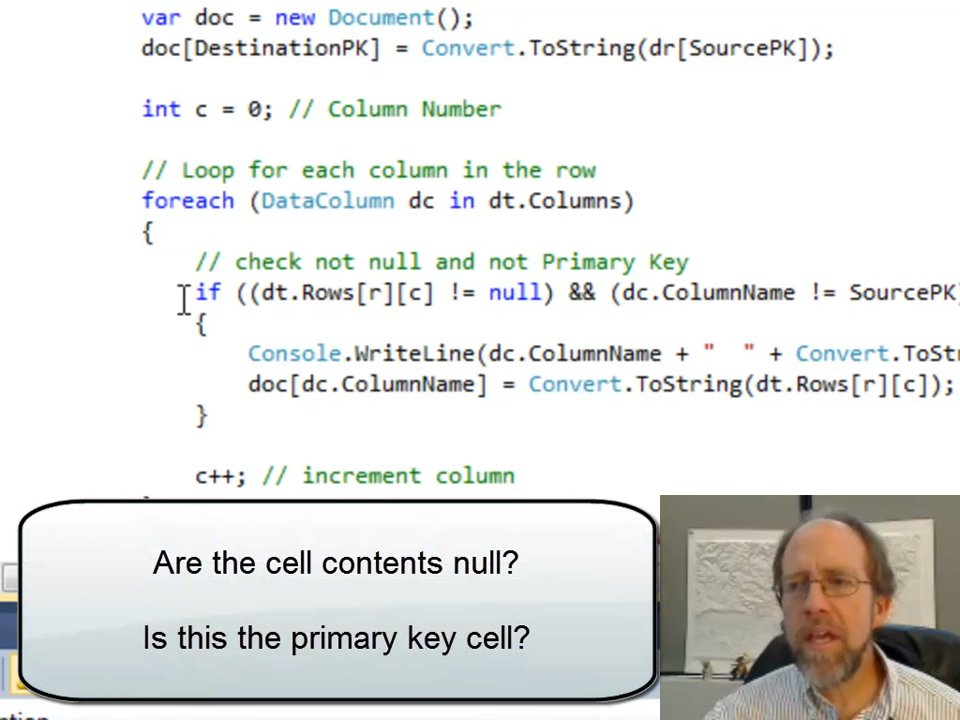 var doc = new Document();
doc[DestinationPK] = Convert.ToString(dr[SourcePK]);
int c = 0; // Column Number
// Loop for each column in the row
foreach (DataColumn dc in dt.Columns)
{
// check not null and not Primary Key
if ((dt.Rows[r][c] != null) && (dc.ColumnName != SourcePK)
{
Console.WriteLine(dc.ColumnName + "  " + Convert.ToStr
doc[dc.ColumnName] = Convert.ToString(dt.Rows[r][c]);
}
c++; // increment column
Are the cell contents null?
Is this the primary key cell?